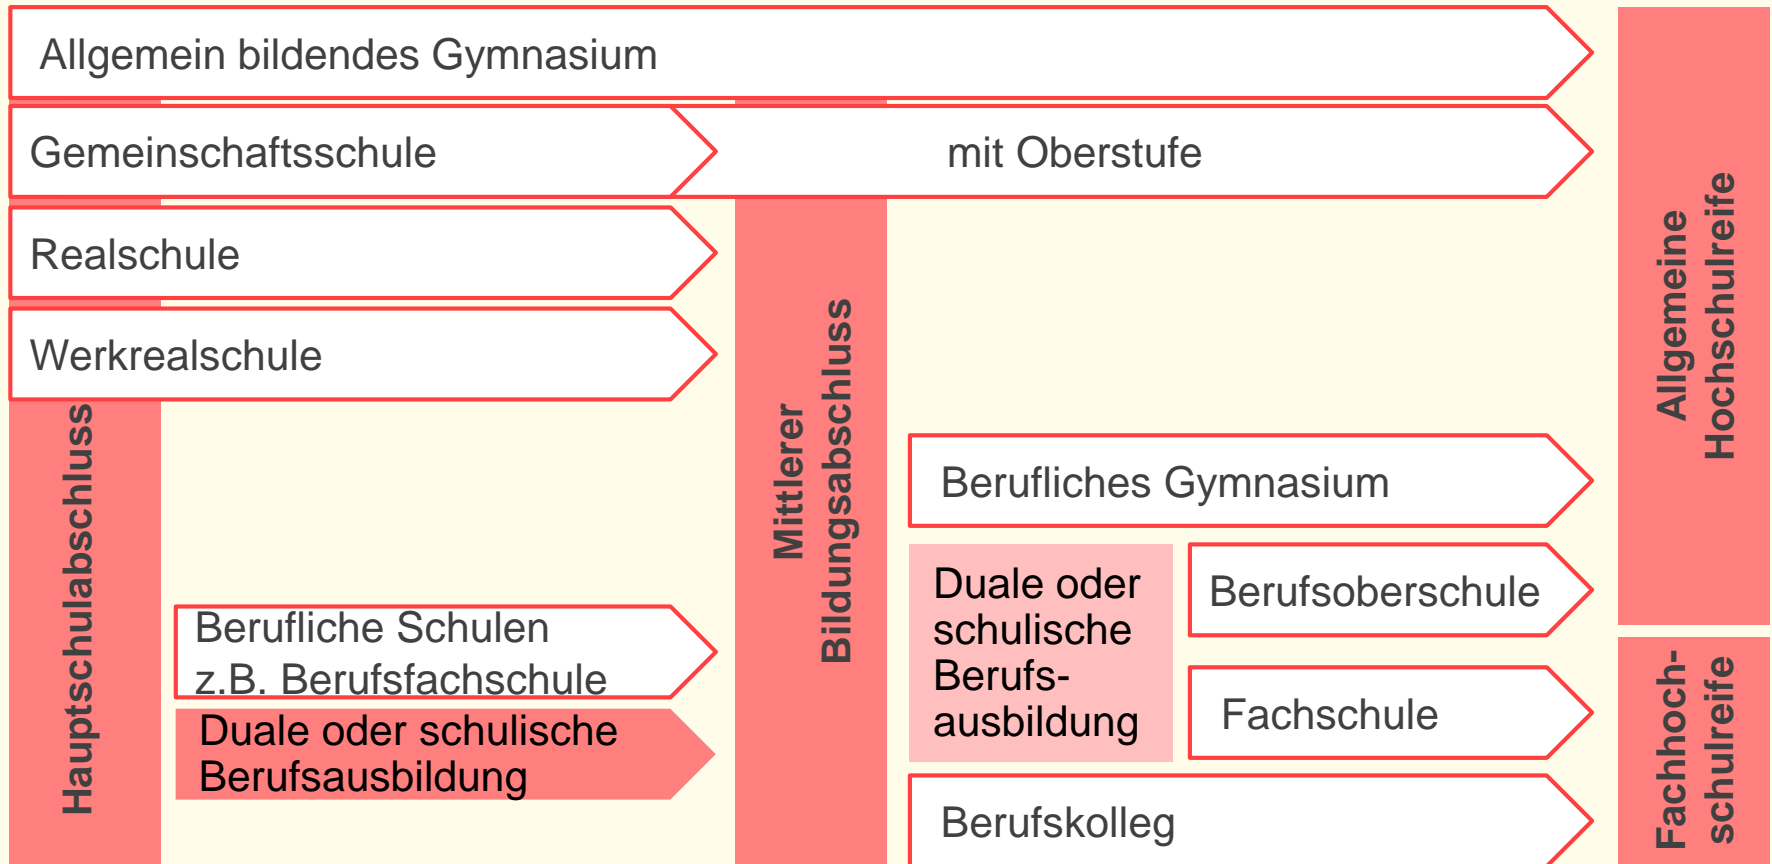 Allgemein bildendes Gymnasium
Gemeinschaftsschule
mit Oberstufe
Realschule
Werkrealschule
Hauptschulabschluss
Berufliche Schulen
z.B. Berufsfachschule
Duale oder schulische
Berufsausbildung
Mittlerer
Bildungsabschluss
Berufliches Gymnasium
Duale oder
schulische
Berufs-
ausbildung
Berufsoberschule
Fachschule
Berufskolleg
Allgemeine
Hochschulreife
Fachhoch-
schulreife